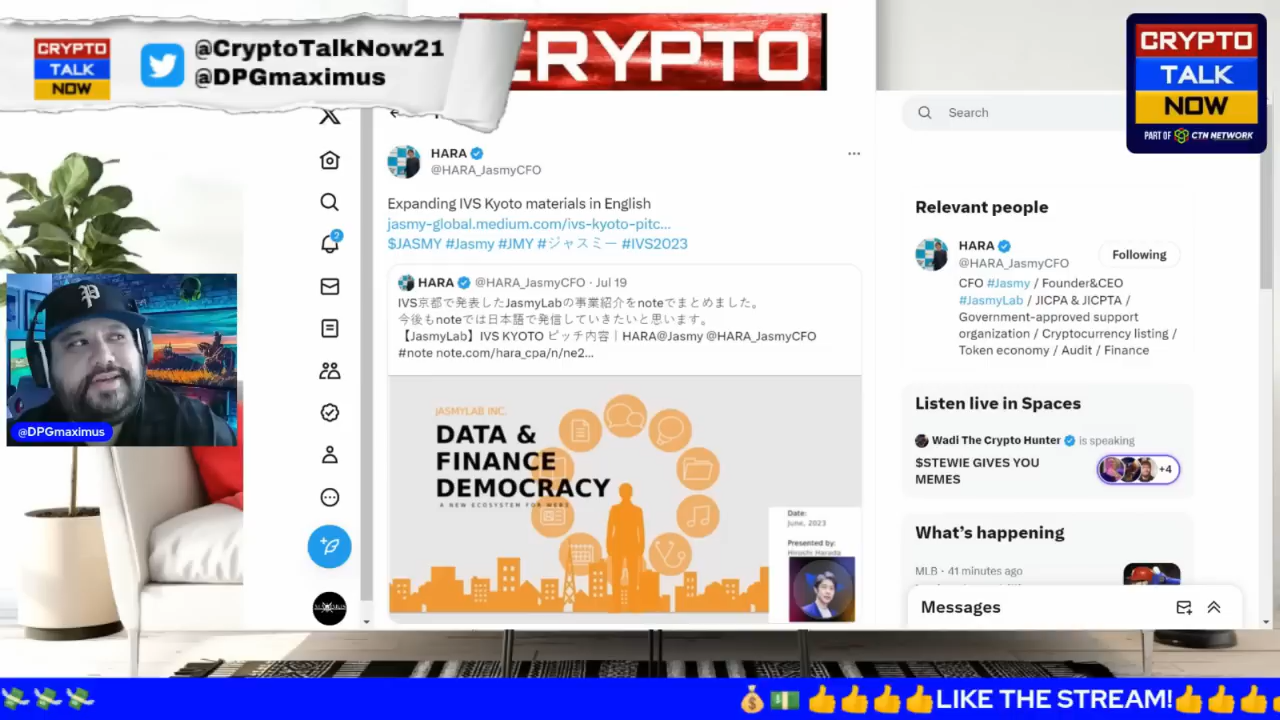 @CryptoTalkNow21
@DPGmaximus
CRYPTO
TALK
NOW
CRYPTO
CRYPTO
TALK
NOW
PART OF CTN NETWORK
Search
HARA
@HARA_JasmyCFO
Expanding IVS Kyoto materials in English
jasmy-global.medium.com/ivs-kyoto-pitc...
$JASMY #Jasmy #JMY #ジャスミー #IVS2023
HARA @HARA_JasmyCFO · Jul 19
IVS京都で発表したJasmyLabの事業紹介をnoteでまとめました。
今後もnoteでは日本語で発信していきたいと思います。
【JasmyLab】IVS KYOTO ピッチ内容｜HARA@Jasmy @HARA_JasmyCFO
#note note.com/hara_cpa/n/ne2...
JASMYLAB INC.
DATA &
FINANCE
DEMOCRACY
A NEW ECOSYSTEM FOR WEB3
Date:
June, 2023
Presented by:
Hiroshi Harada
2
@DPGmaximus
Relevant people
HARA
@HARA_JasmyCFO
Following
CFO #Jasmy / Founder&CEO
#JasmyLab / JICPA & JICPTA /
Government-approved support
organization / Cryptocurrency listing /
Token economy / Audit / Finance
Listen live in Spaces
Wadi The Crypto Hunter is speaking
$STEWIE GIVES YOU
MEMES
+4
What's happening
MLB · 41 minutes ago
Messages
LIKE THE STREAM!